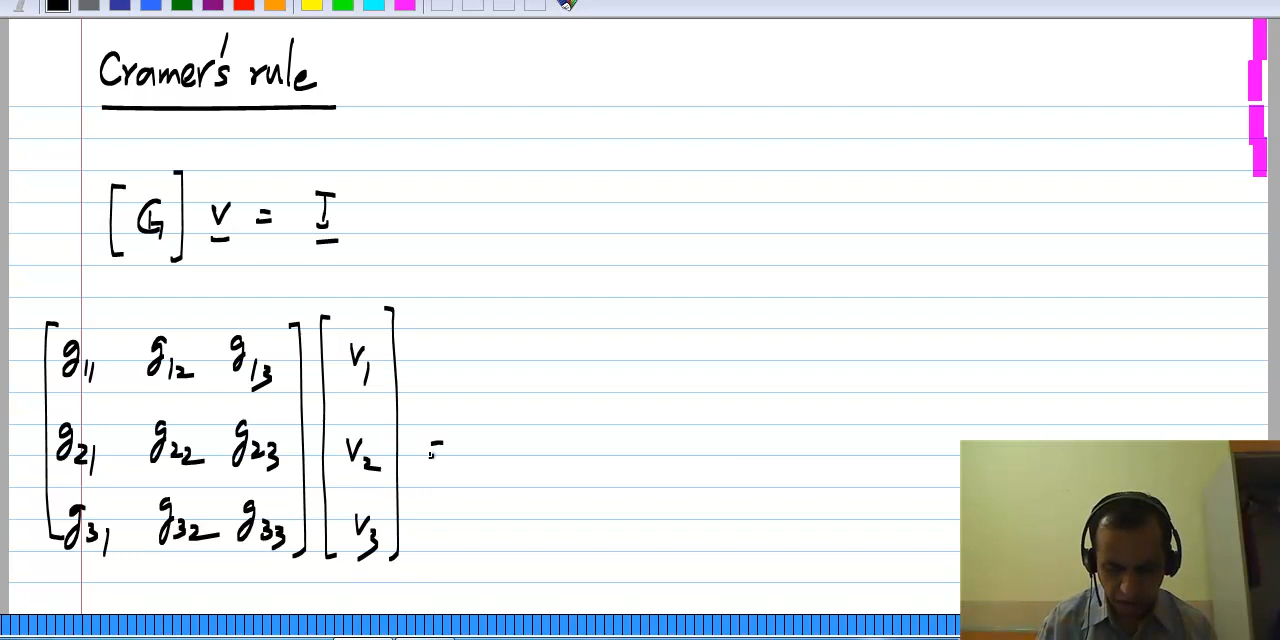 Cramer's rule
[G] v = I
[g11 g12 g13] [v1]
[g21 g22 g23] [v2] =
[g31 g32 g33] [v3]